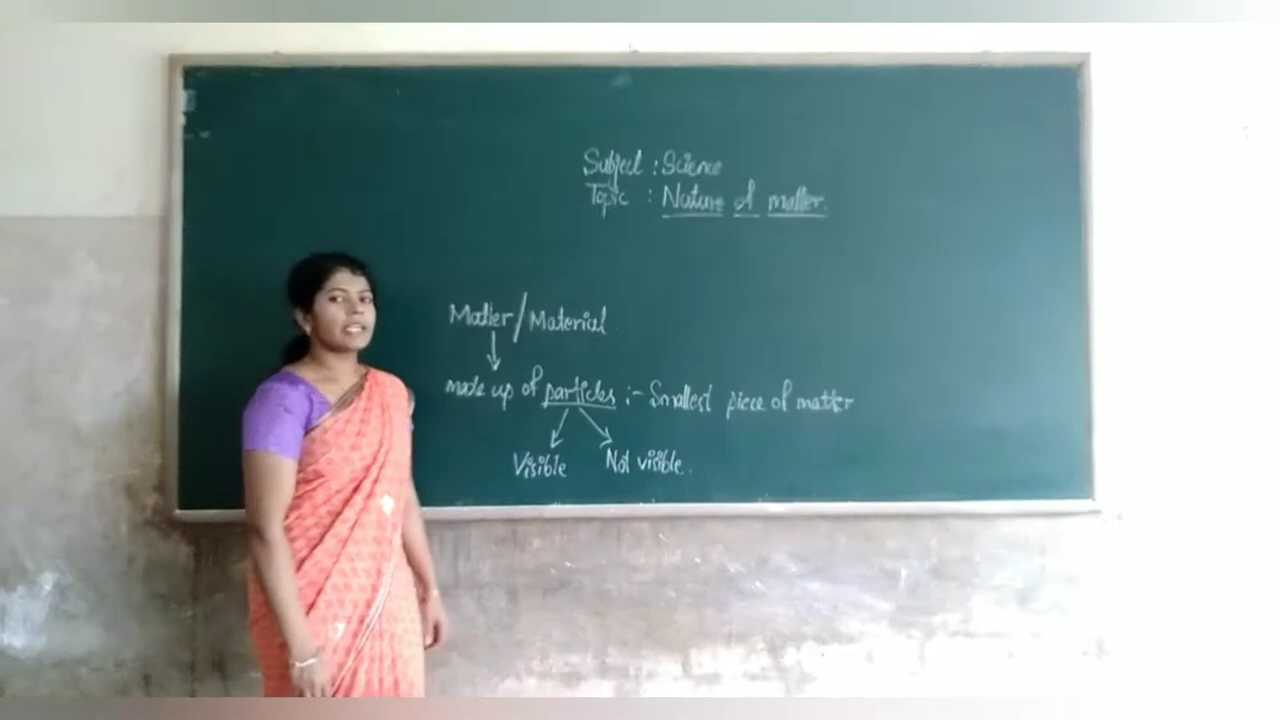 Subject : Science
Topic : Nature of matter.
Matter/Material
made up of particles :- Smallest piece of matter
Visible Not visible.